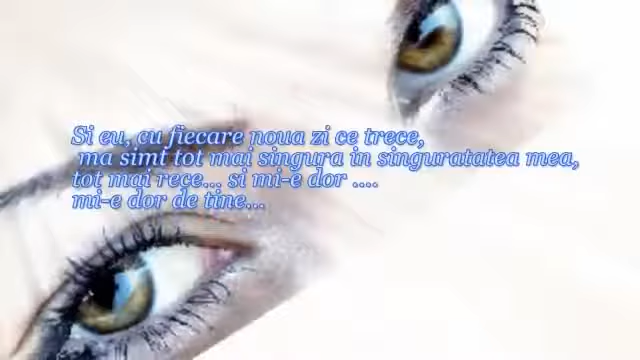 Si eu, cu fiecare noua zi ce trece,
ma simt tot mai singura in singuratatea mea,
tot mai rece... si mi-e dor ....
mi-e dor de tine...